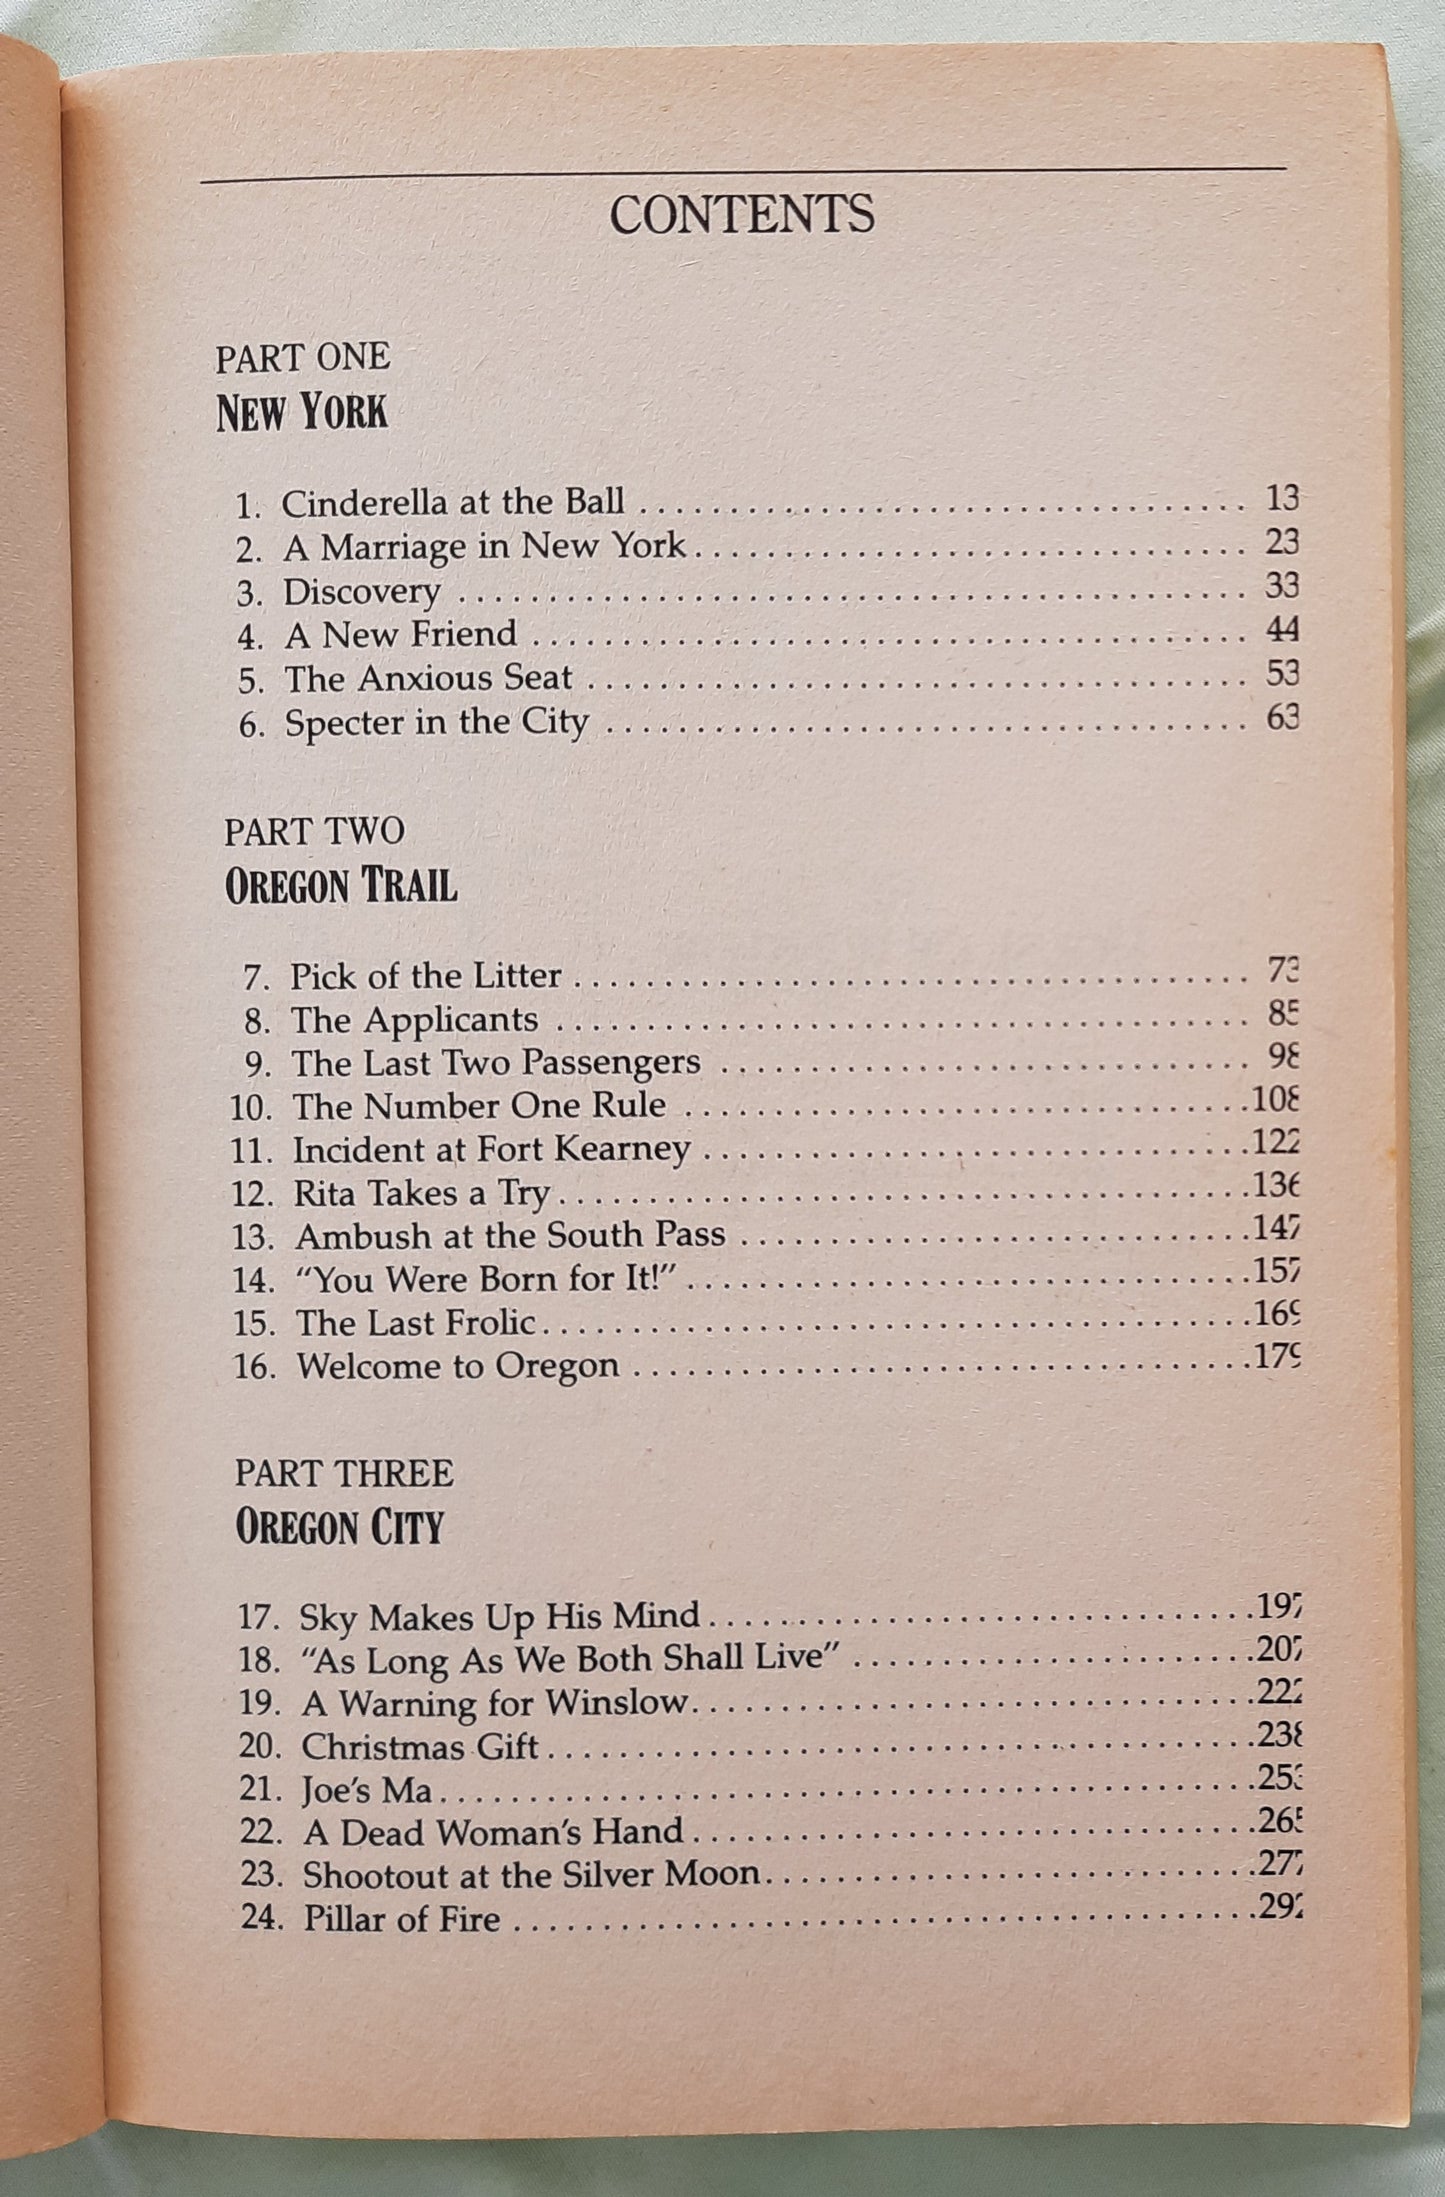 CONTENTS
PART ONE
NEW YORK
1. Cinderella at the Ball . . . . . . . . . . . . . . . . . . . . . . . . . . . . . . . . . . 13
2. A Marriage in New York . . . . . . . . . . . . . . . . . . . . . . . . . . . . . . . 23
3. Discovery . . . . . . . . . . . . . . . . . . . . . . . . . . . . . . . . . . . . . . . . . . . . 33
4. A New Friend . . . . . . . . . . . . . . . . . . . . . . . . . . . . . . . . . . . . . . . . 44
5. The Anxious Seat . . . . . . . . . . . . . . . . . . . . . . . . . . . . . . . . . . . . . 53
6. Specter in the City . . . . . . . . . . . . . . . . . . . . . . . . . . . . . . . . . . . . 63
PART TWO
OREGON TRAIL
7. Pick of the Litter . . . . . . . . . . . . . . . . . . . . . . . . . . . . . . . . . . . . . . 73
8. The Applicants . . . . . . . . . . . . . . . . . . . . . . . . . . . . . . . . . . . . . . . 85
9. The Last Two Passengers . . . . . . . . . . . . . . . . . . . . . . . . . . . . . . 98
10. The Number One Rule . . . . . . . . . . . . . . . . . . . . . . . . . . . . . . . .108
11. Incident at Fort Kearney . . . . . . . . . . . . . . . . . . . . . . . . . . . . . . .122
12. Rita Takes a Try . . . . . . . . . . . . . . . . . . . . . . . . . . . . . . . . . . . . . . .136
13. Ambush at the South Pass . . . . . . . . . . . . . . . . . . . . . . . . . . . . .147
14. “You Were Born for It!” . . . . . . . . . . . . . . . . . . . . . . . . . . . . . . . .157
15. The Last Frolic . . . . . . . . . . . . . . . . . . . . . . . . . . . . . . . . . . . . . . . .169
16. Welcome to Oregon . . . . . . . . . . . . . . . . . . . . . . . . . . . . . . . . . . .179
PART THREE
OREGON CITY
17. Sky Makes Up His Mind . . . . . . . . . . . . . . . . . . . . . . . . . . . . . . .197
18. “As Long As We Both Shall Live” . . . . . . . . . . . . . . . . . . . . . . .207
19. A Warning for Winslow . . . . . . . . . . . . . . . . . . . . . . . . . . . . . . . .222
20. Christmas Gift . . . . . . . . . . . . . . . . . . . . . . . . . . . . . . . . . . . . . . . .238
21. Joe’s Ma . . . . . . . . . . . . . . . . . . . . . . . . . . . . . . . . . . . . . . . . . . . . . .253
22. A Dead Woman’s Hand . . . . . . . . . . . . . . . . . . . . . . . . . . . . . . . .265
23. Shootout at the Silver Moon . . . . . . . . . . . . . . . . . . . . . . . . . . . .277
24. Pillar of Fire . . . . . . . . . . . . . . . . . . . . . . . . . . . . . . . . . . . . . . . . . .292